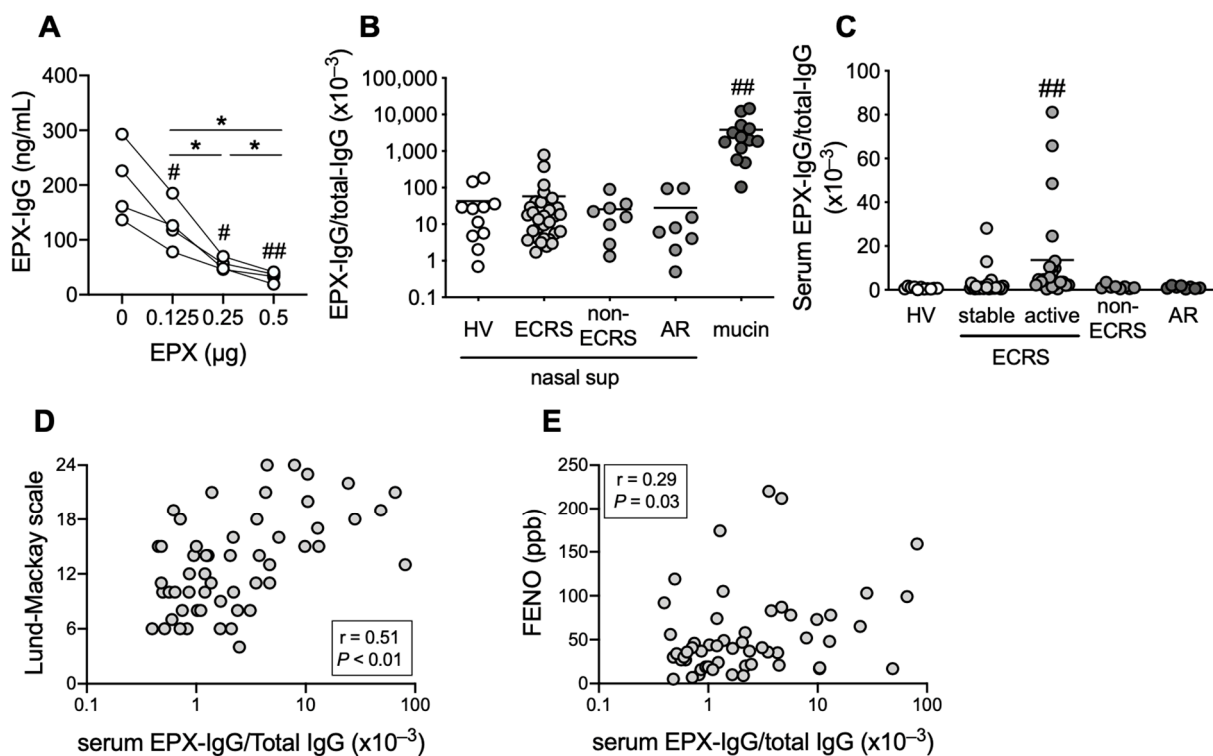 A
EPX-IgG (ng/mL)
400
300
200
100
0
*
*
*
#
#
##
0
0.125
0.25
0.5
EPX (µg)
B
EPX-IgG/total-IgG (x10⁻³)
100,000
10,000
1,000
100
10
1
0.1
##
HV
ECRS
non-
ECRS
AR
mucin
nasal sup
C
Serum EPX-IgG/total-IgG
(x10⁻³)
100
80
60
40
20
0
##
HV
stable
active
non-
ECRS
AR
ECRS
D
Lund-Mackay scale
24
18
12
6
0
r = 0.51
P < 0.01
0.1
1
10
100
serum EPX-IgG/Total IgG (x10⁻³)
E
FENO (ppb)
250
200
150
100
50
0
r = 0.29
P = 0.03
0.1
1
10
100
serum EPX-IgG/total IgG (x10⁻³)